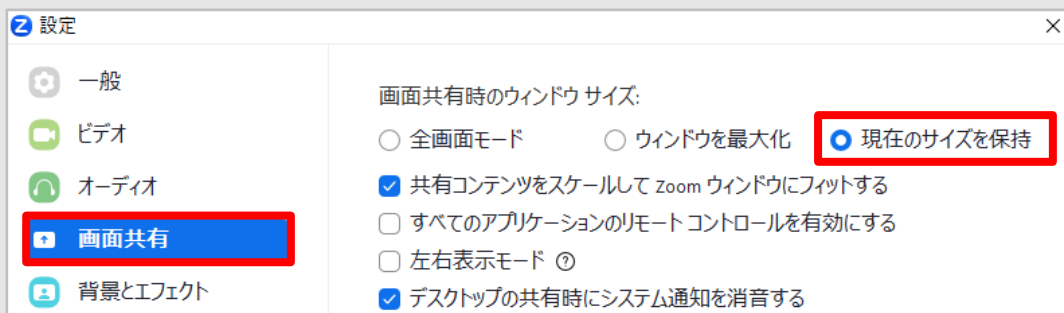 設定
一般
ビデオ
オーディオ
画面共有
背景とエフェクト
画面共有時のウィンドウ サイズ:
全画面モード ウィンドウを最大化 現在のサイズを保持
共有コンテンツをスケールして Zoom ウィンドウにフィットする
すべてのアプリケーションのリモート コントロールを有効にする
左右表示モード ?
デスクトップの共有時にシステム通知を消音する